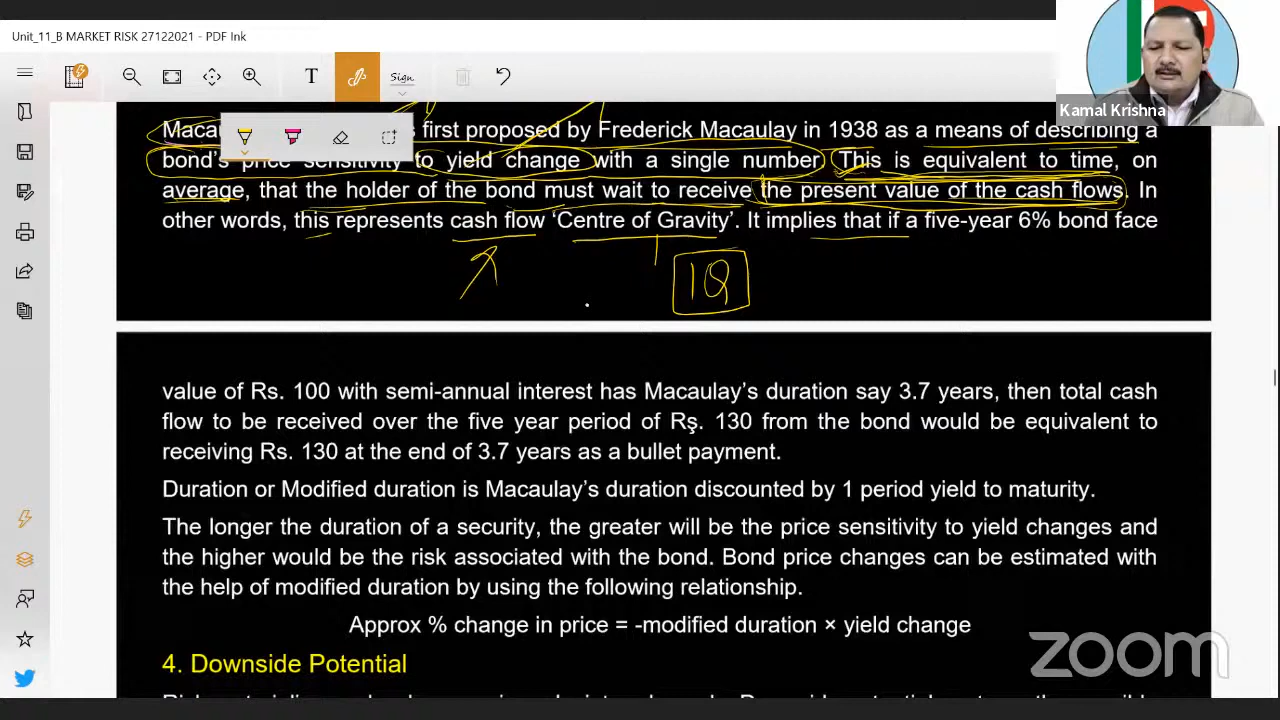 Unit_11_B MARKET RISK 27122021 - PDF Ink
Kamal Krishna
T
Sign
first proposed by Frederick Macaulay in 1938 as a means of describing a
bond's price sensitivity to yield change with a single number. This is equivalent to time, on
average, that the holder of the bond must wait to receive the present value of the cash flows. In
other words, this represents cash flow 'Centre of Gravity'. It implies that if a five-year 6% bond face
value of Rs. 100 with semi-annual interest has Macaulay's duration say 3.7 years, then total cash
flow to be received over the five year period of Rş. 130 from the bond would be equivalent to
receiving Rs. 130 at the end of 3.7 years as a bullet payment.
Duration or Modified duration is Macaulay's duration discounted by 1 period yield to maturity.
The longer the duration of a security, the greater will be the price sensitivity to yield changes and
the higher would be the risk associated with the bond. Bond price changes can be estimated with
the help of modified duration by using the following relationship.
Approx % change in price = -modified duration × yield change
zoom
4. Downside Potential